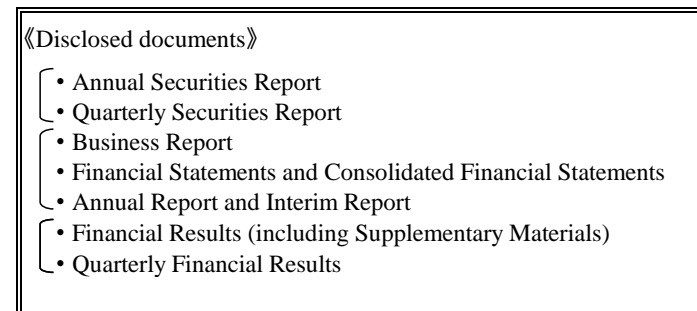 《Disclosed documents》
• Annual Securities Report
• Quarterly Securities Report
• Business Report
• Financial Statements and Consolidated Financial Statements
• Annual Report and Interim Report
• Financial Results (including Supplementary Materials)
• Quarterly Financial Results